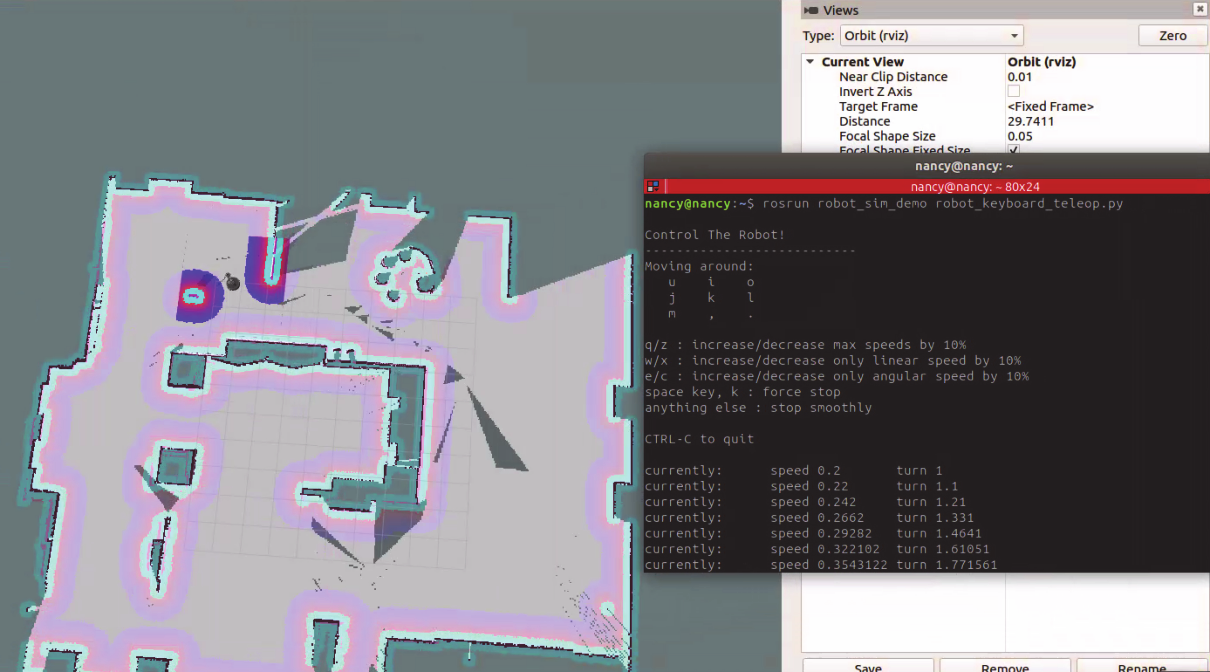 Views
Type: Orbit (rviz) Zero
Current View Orbit (rviz)
Near Clip Distance 0.01
Invert Z Axis
Target Frame <Fixed Frame>
Distance 29.7411
Focal Shape Size 0.05
Focal Shape Fixed Size
nancy@nancy: ~
nancy@nancy: ~ 80x24
nancy@nancy:~$ rosrun robot_sim_demo robot_keyboard_teleop.py
Control The Robot!
---------------------------
Moving around:
u i o
j k l
m , .
q/z : increase/decrease max speeds by 10%
w/x : increase/decrease only linear speed by 10%
e/c : increase/decrease only angular speed by 10%
space key, k : force stop
anything else : stop smoothly
CTRL-C to quit
currently: speed 0.2 turn 1
currently: speed 0.22 turn 1.1
currently: speed 0.242 turn 1.21
currently: speed 0.2662 turn 1.331
currently: speed 0.29282 turn 1.4641
currently: speed 0.322102 turn 1.61051
currently: speed 0.3543122 turn 1.771561
Save Remove Rename